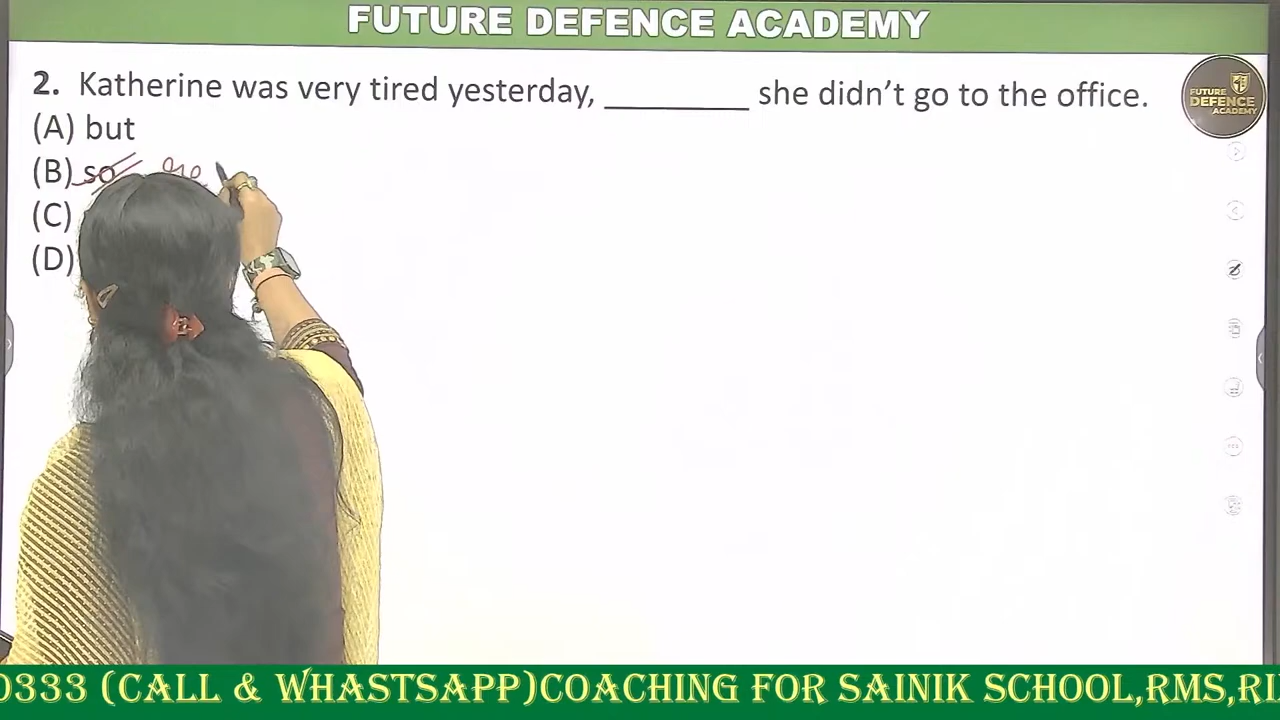 FUTURE DEFENCE ACADEMY
2. Katherine was very tired yesterday, _________ she didn't go to the office.
(A) but
(B) so
(C)
(D)
FUTURE
DEFENCE
ACADEMY
0333 (CALL & WHASTSAPP)COACHING FOR SAINIK SCHOOL,RMS,RI